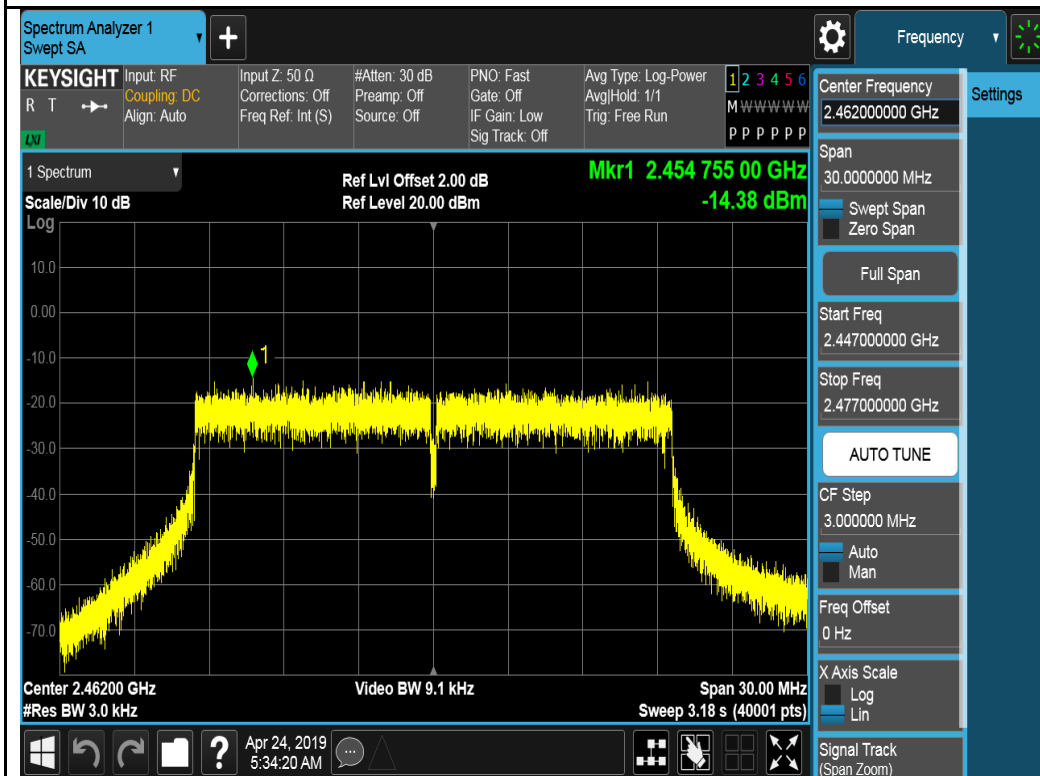 Spectrum Analyzer 1
Swept SA
+
Frequency
KEYSIGHT
R T
LXI
Input: RF
Coupling: DC
Align: Auto
Input Z: 50 Ω
Corrections: Off
Freq Ref: Int (S)
#Atten: 30 dB
Preamp: Off
Source: Off
PNO: Fast
Gate: Off
IF Gain: Low
Sig Track: Off
Avg Type: Log-Power
Avg|Hold: 1/1
Trig: Free Run
1 2 3 4 5 6
M W W W W W
P P P P P P
1 Spectrum
Scale/Div 10 dB
Log
Ref Lvl Offset 2.00 dB
Ref Level 20.00 dBm
Mkr1 2.454 755 00 GHz
-14.38 dBm
10.0
0.00
-10.0
-20.0
-30.0
-40.0
-50.0
-60.0
-70.0
1
Center 2.46200 GHz
#Res BW 3.0 kHz
Video BW 9.1 kHz
Span 30.00 MHz
Sweep 3.18 s (40001 pts)
Center Frequency
2.462000000 GHz
Settings
Span
30.0000000 MHz
Swept Span
Zero Span
Full Span
Start Freq
2.447000000 GHz
Stop Freq
2.477000000 GHz
AUTO TUNE
CF Step
3.000000 MHz
Auto
Man
Freq Offset
0 Hz
X Axis Scale
Log
Lin
Signal Track
(Span Zoom)
?
Apr 24, 2019
5:34:20 AM